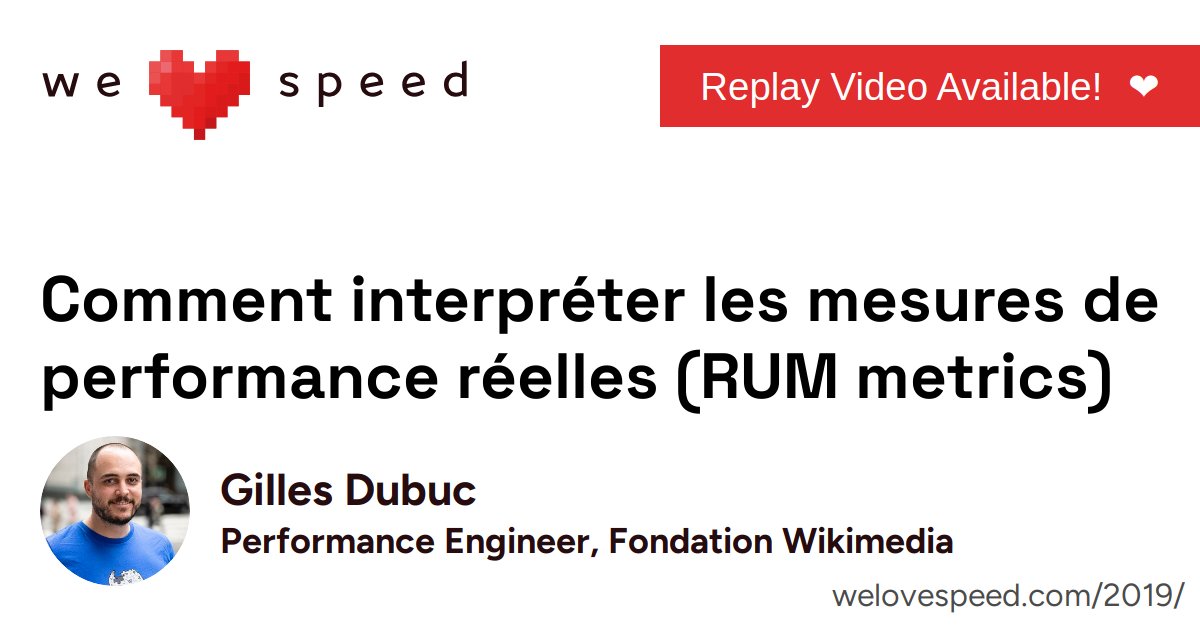 we ❤ speed
Replay Video Available! ❤
Comment interpréter les mesures de
performance réelles (RUM metrics)
Gilles Dubuc
Performance Engineer, Fondation Wikimedia
welovespeed.com/2019/